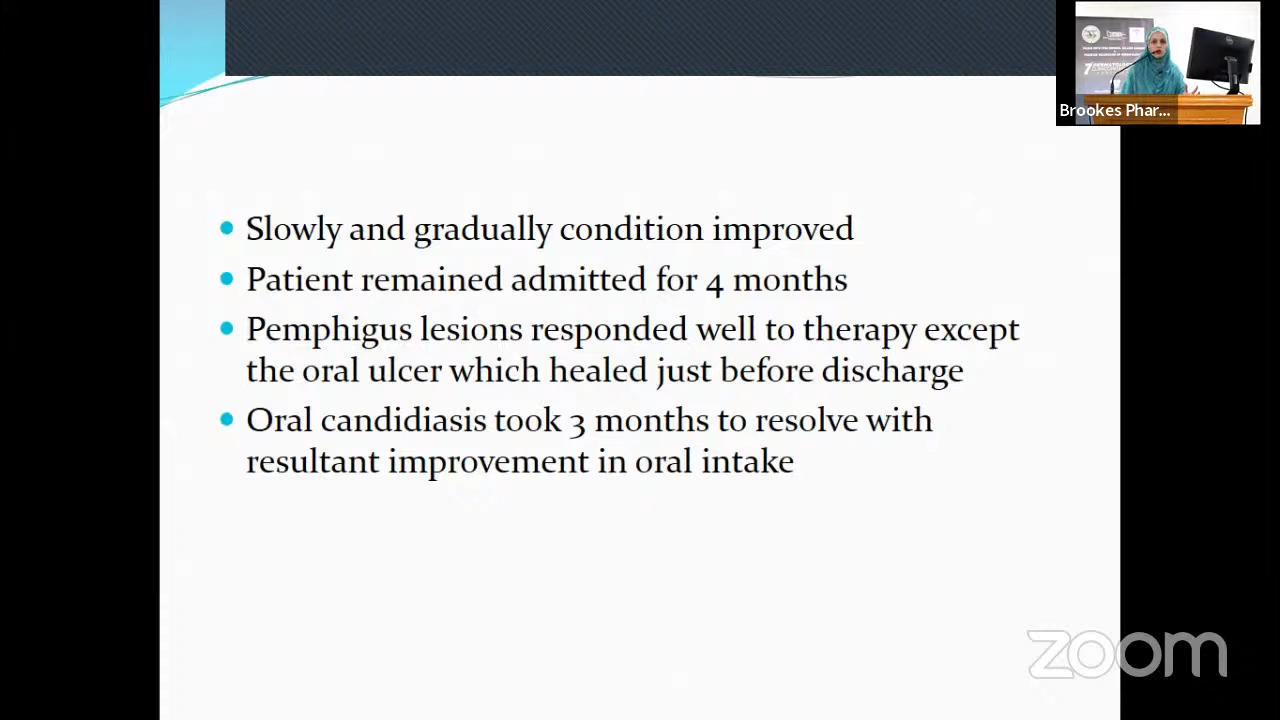 Brookes Phar...
Slowly and gradually condition improved
Patient remained admitted for 4 months
Pemphigus lesions responded well to therapy except
the oral ulcer which healed just before discharge
Oral candidiasis took 3 months to resolve with
resultant improvement in oral intake
zoom